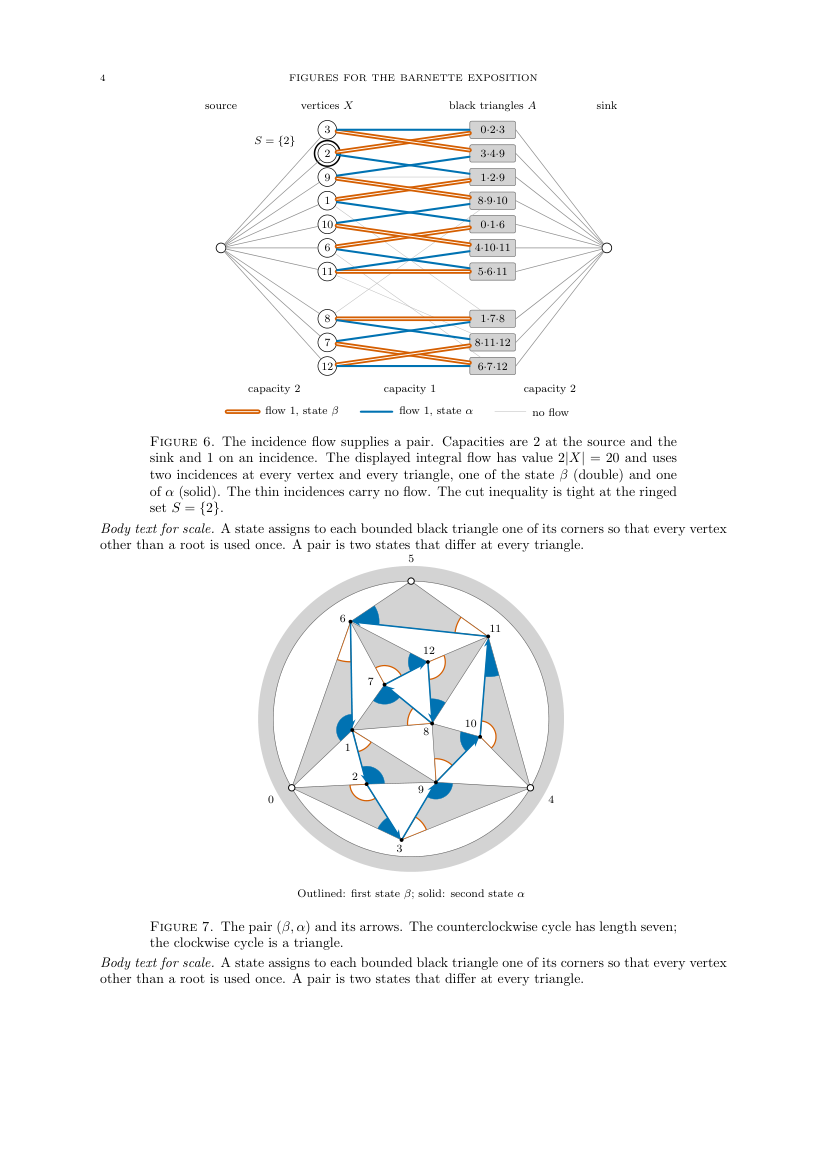 4
FIGURES FOR THE BARNETTE EXPOSITION
source
vertices X
black triangles A
sink
S = {2}
3
0·2·3
2
3·4·9
9
1·2·9
1
8·9·10
10
0·1·6
6
4·10·11
11
5·6·11
8
1·7·8
7
8·11·12
12
6·7·12
capacity 2
capacity 1
capacity 2
flow 1, state β
flow 1, state α
no flow
FIGURE 6. The incidence flow supplies a pair. Capacities are 2 at the source and the
sink and 1 on an incidence. The displayed integral flow has value 2|X| = 20 and uses
two incidences at every vertex and every triangle, one of the state β (double) and one
of α (solid). The thin incidences carry no flow. The cut inequality is tight at the ringed
set S = {2}.
Body text for scale. A state assigns to each bounded black triangle one of its corners so that every vertex
other than a root is used once. A pair is two states that differ at every triangle.
5
6
11
12
7
10
8
1
2
9
0
4
3
Outlined: first state β; solid: second state α
FIGURE 7. The pair (β, α) and its arrows. The counterclockwise cycle has length seven;
the clockwise cycle is a triangle.
Body text for scale. A state assigns to each bounded black triangle one of its corners so that every vertex
other than a root is used once. A pair is two states that differ at every triangle.